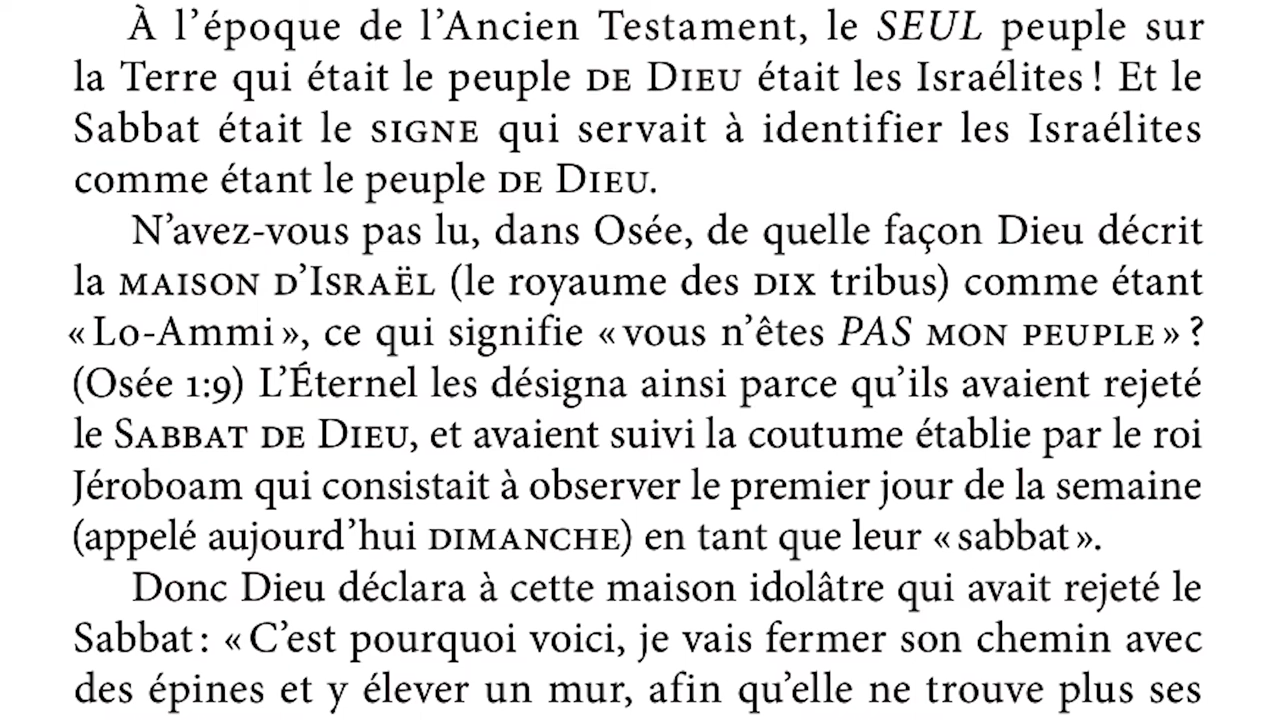 À l’époque de l’Ancien Testament, le SEUL peuple sur
la Terre qui était le peuple DE DIEU était les Israélites ! Et le
Sabbat était le SIGNE qui servait à identifier les Israélites
comme étant le peuple DE DIEU.
N’avez-vous pas lu, dans Osée, de quelle façon Dieu décrit
la MAISON D’ISRAËL (le royaume des DIX tribus) comme étant
« Lo-Ammi », ce qui signifie « vous n’êtes PAS MON PEUPLE » ?
(Osée 1:9) L’Éternel les désigna ainsi parce qu’ils avaient rejeté
le SABBAT DE DIEU, et avaient suivi la coutume établie par le roi
Jéroboam qui consistait à observer le premier jour de la semaine
(appelé aujourd’hui DIMANCHE) en tant que leur « sabbat ».
Donc Dieu déclara à cette maison idolâtre qui avait rejeté le
Sabbat : « C’est pourquoi voici, je vais fermer son chemin avec
des épines et y élever un mur, afin qu’elle ne trouve plus ses